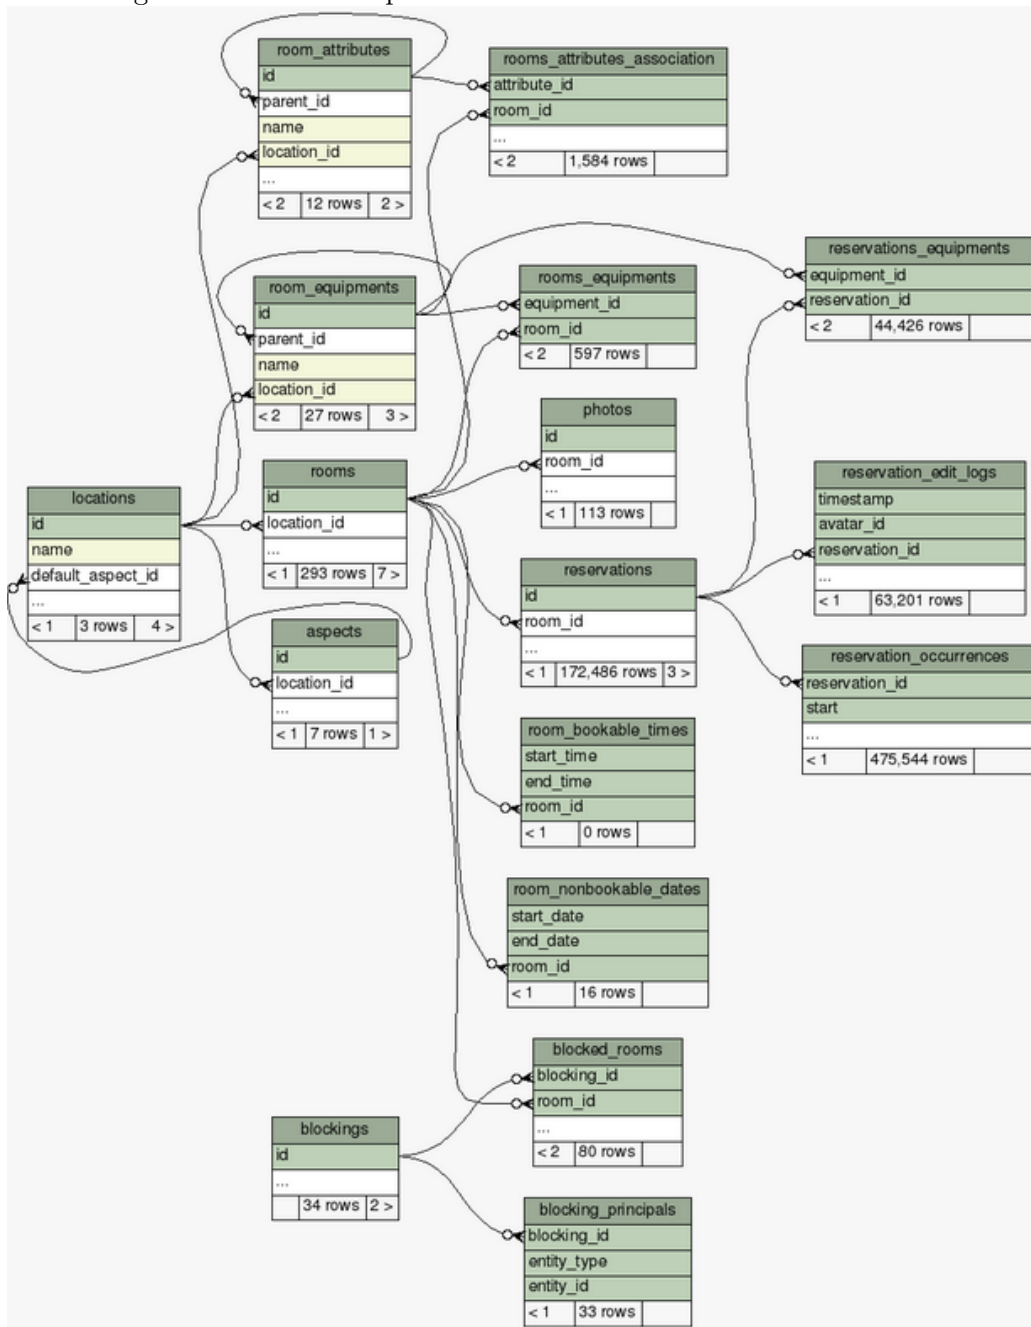 room_attributes
id
parent_id
name
location_id
...
< 2 12 rows 2 >
rooms_attributes_association
attribute_id
room_id
...
< 2 1,584 rows
reservations_equipments
equipment_id
reservation_id
< 2 44,426 rows
room_equipments
id
parent_id
name
location_id
< 2 27 rows 3 >
rooms_equipments
equipment_id
room_id
< 2 597 rows
photos
id
room_id
...
< 1 113 rows
rooms
id
location_id
...
< 1 293 rows 7 >
locations
id
name
default_aspect_id
...
< 1 3 rows 4 >
reservation_edit_logs
timestamp
avatar_id
reservation_id
...
< 1 63,201 rows
reservations
id
room_id
...
< 1 172,486 rows 3 >
aspects
id
location_id
...
< 1 7 rows 1 >
reservation_occurrences
reservation_id
start
...
< 1 475,544 rows
room_bookable_times
start_time
end_time
room_id
< 1 0 rows
room_nonbookable_dates
start_date
end_date
room_id
< 1 16 rows
blocked_rooms
blocking_id
room_id
...
< 2 80 rows
blockings
id
...
34 rows 2 >
blocking_principals
blocking_id
entity_type
entity_id
< 1 33 rows